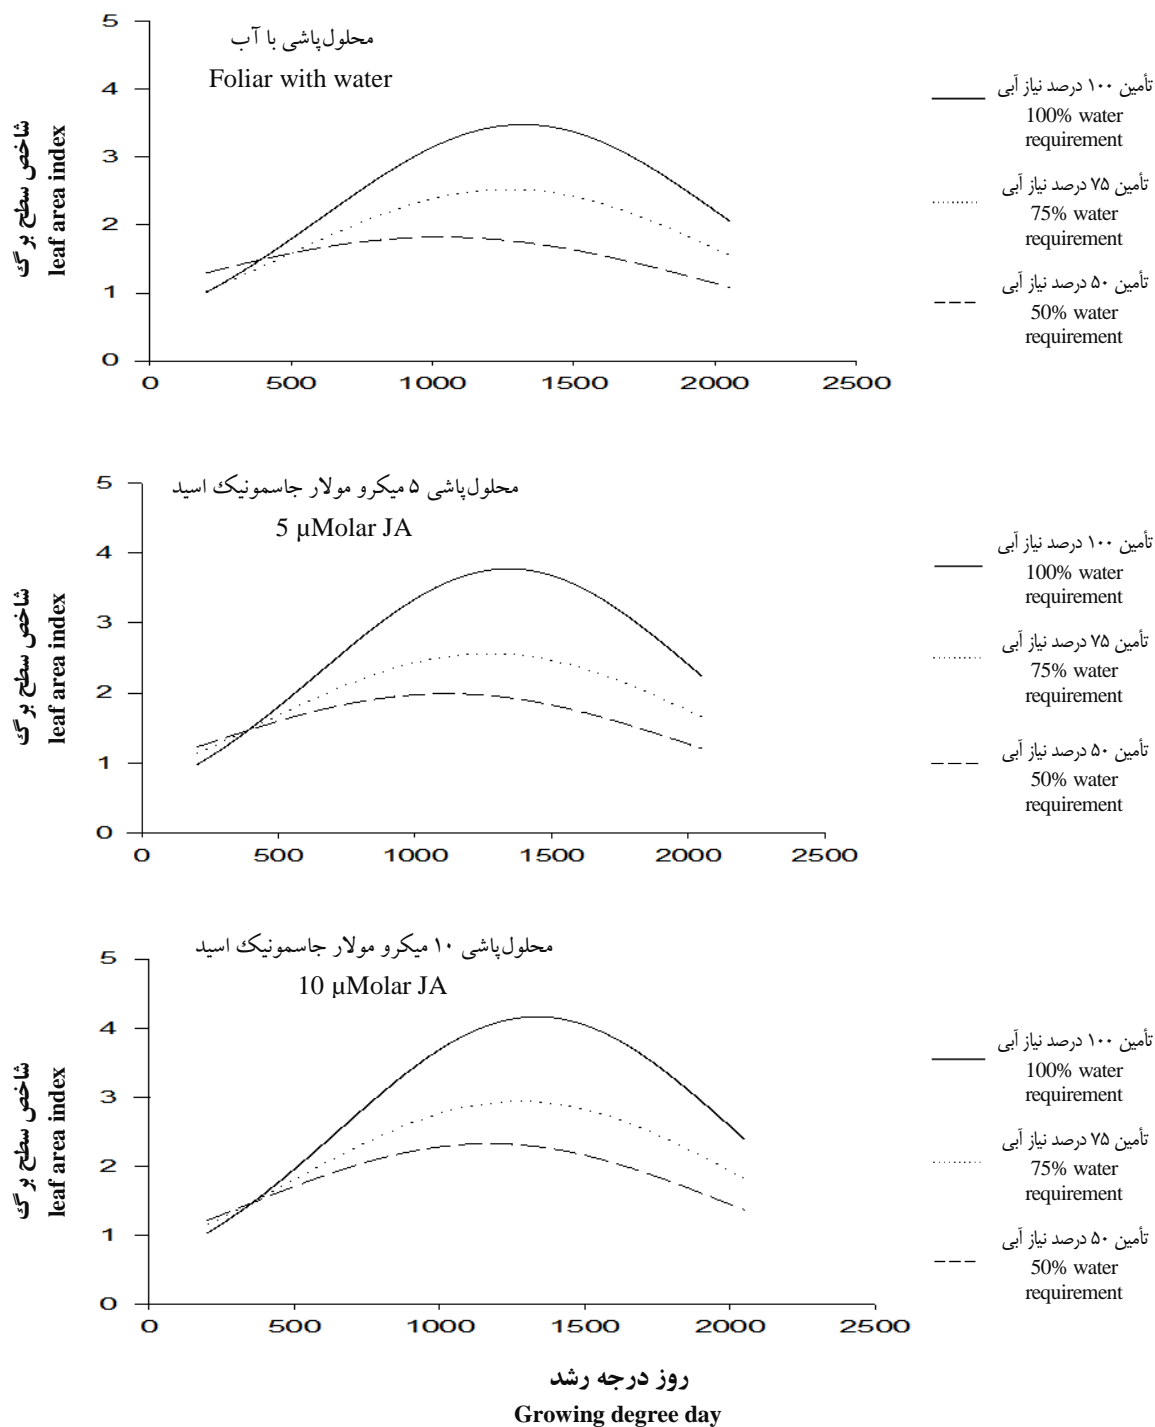 محلول‌پاشی با آب
Foliar with water
شاخص سطح برگ
leaf area index
5
4
3
2
1
0
0 500 1000 1500 2000 2500
تأمین ۱۰۰ درصد نیاز آبی
100% water
requirement
تأمین ۷۵ درصد نیاز آبی
75% water
requirement
تأمین ۵۰ درصد نیاز آبی
50% water
requirement
محلول‌پاشی ۵ میکرو مولار جاسمونیک اسید
5 µMolar JA
شاخص سطح برگ
leaf area index
5
4
3
2
1
0
0 500 1000 1500 2000 2500
تأمین ۱۰۰ درصد نیاز آبی
100% water
requirement
تأمین ۷۵ درصد نیاز آبی
75% water
requirement
تأمین ۵۰ درصد نیاز آبی
50% water
requirement
محلول‌پاشی ۱۰ میکرو مولار جاسمونیک اسید
10 µMolar JA
شاخص سطح برگ
leaf area index
5
4
3
2
1
0
0 500 1000 1500 2000 2500
تأمین ۱۰۰ درصد نیاز آبی
100% water
requirement
تأمین ۷۵ درصد نیاز آبی
75% water
requirement
تأمین ۵۰ درصد نیاز آبی
50% water
requirement
روز درجه رشد
Growing degree day